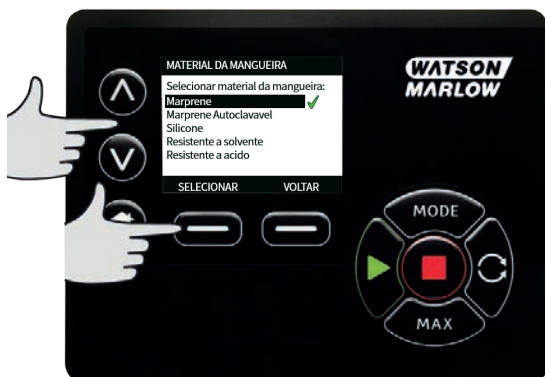 MATERIAL DA MANGUEIRA
Selecionar material da mangueira:
Marprene
Marprene Autoclavavel
Silicone
Resistente a solvente
Resistente a acido
SELECIONAR VOLTAR
WATSON
MARLOW
MODE
MAX